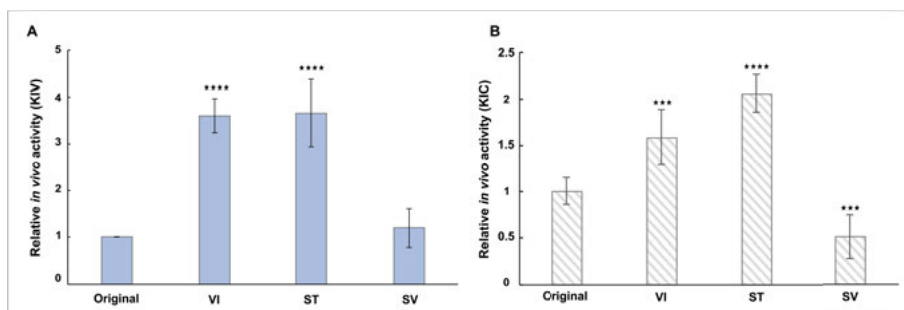 A
Relative in vivo activity (KIV)
5
4
3
2
1
0
****
****
Original VI ST SV
B
Relative in vivo activity (KIC)
2.5
2
1.5
1
0.5
0
***
****
***
Original VI ST SV